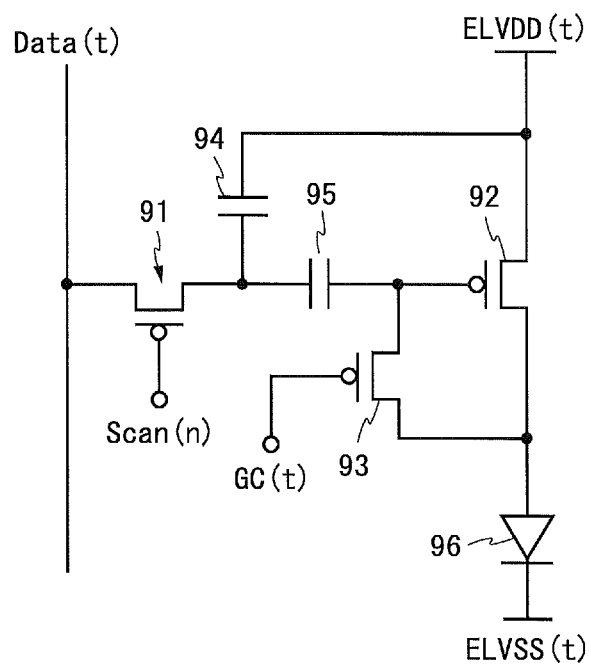 ELVDD(t)
Data(t)
94
95
92
91
Scan(n)
GC(t)
93
96
ELVSS(t)